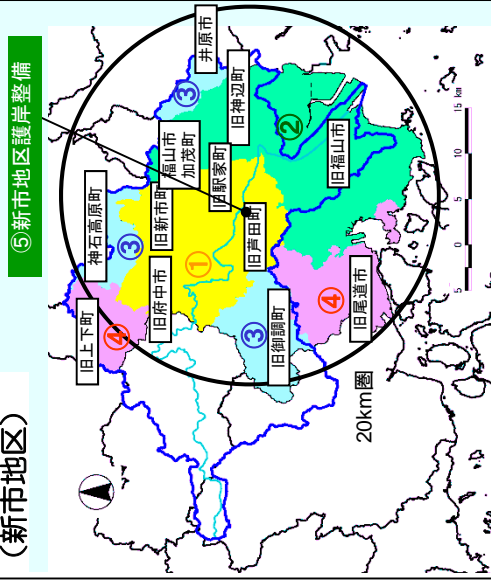 (新市地区)
⑤新市地区護岸整備
旧上下町
④
神石高原町
③
旧府中市
旧新市町
①
福山市
加茂町
旧駅家町
旧神辺町
井原市
③
②
旧福山市
旧芦田町
旧御調町
③
旧尾道市
④
20km圏
5 0 5 10 15 km